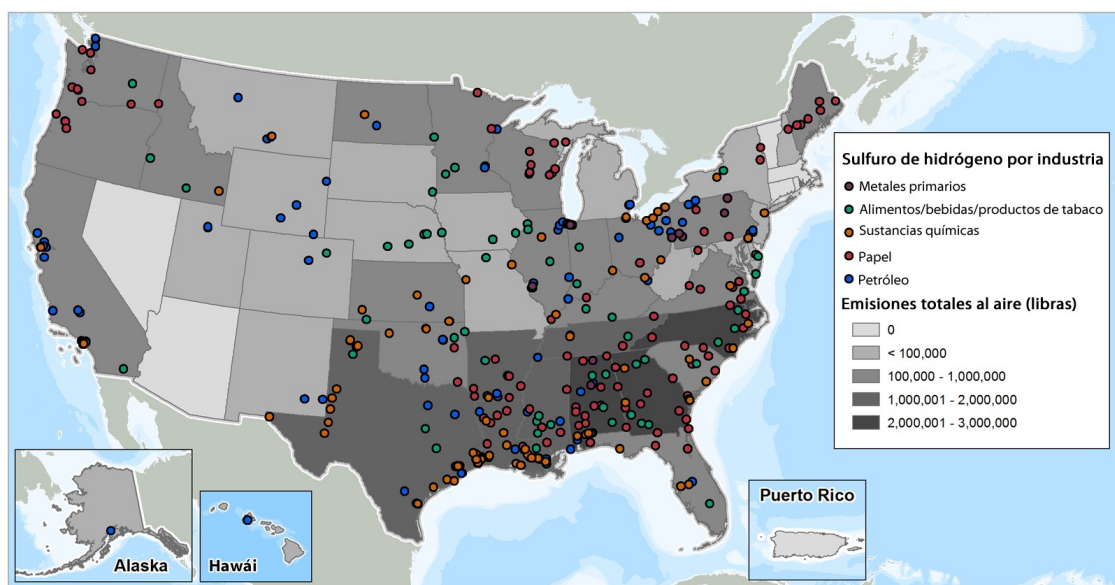 Sulfuro de hidrógeno por industria
Metales primarios
Alimentos/bebidas/productos de tabaco
Sustancias químicas
Papel
Petróleo
Emisiones totales al aire (libras)
0
< 100,000
100,000 - 1,000,000
1,000,001 - 2,000,000
2,000,001 - 3,000,000
Alaska
Hawái
Puerto Rico